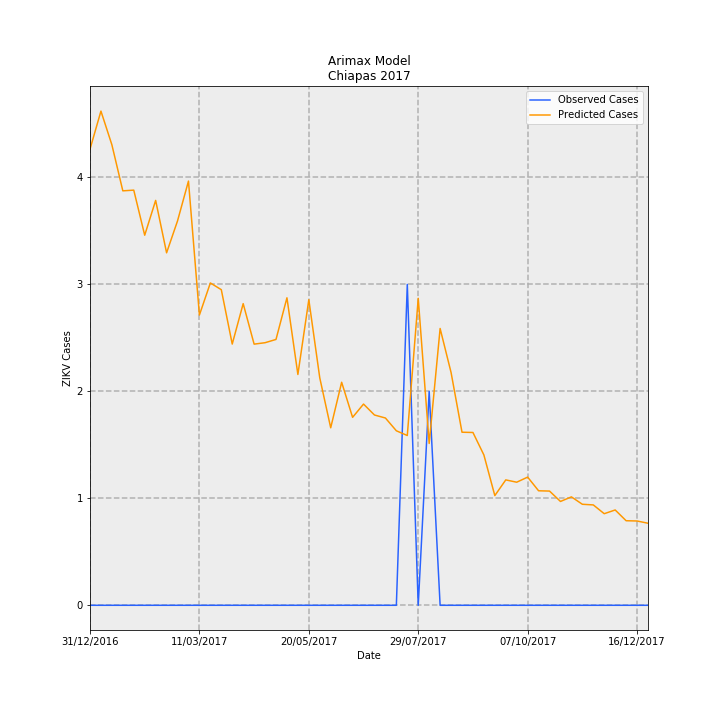 Arimax Model
Chiapas 2017
Observed Cases
Predicted Cases
ZIKV Cases
4
3
2
1
0
31/12/2016 11/03/2017 20/05/2017 29/07/2017 07/10/2017 16/12/2017
Date